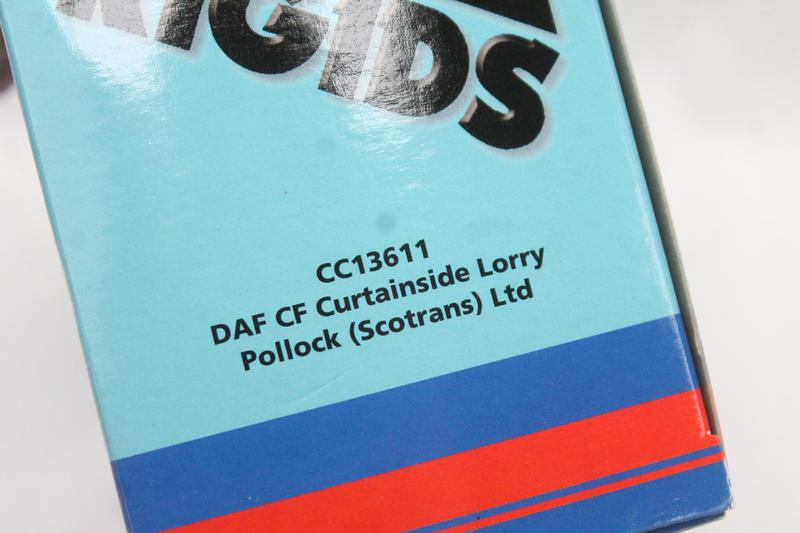 RIGIDS
CC13611
DAF CF Curtainside Lorry
Pollock (Scotrans) Ltd